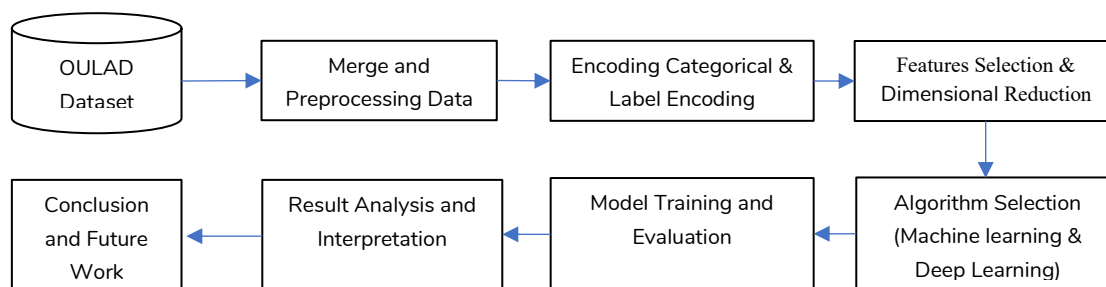 OULAD
Dataset
Merge and
Preprocessing Data
Encoding Categorical &
Label Encoding
Features Selection &
Dimensional Reduction
Algorithm Selection
(Machine learning &
Deep Learning)
Model Training and
Evaluation
Result Analysis and
Interpretation
Conclusion
and Future
Work